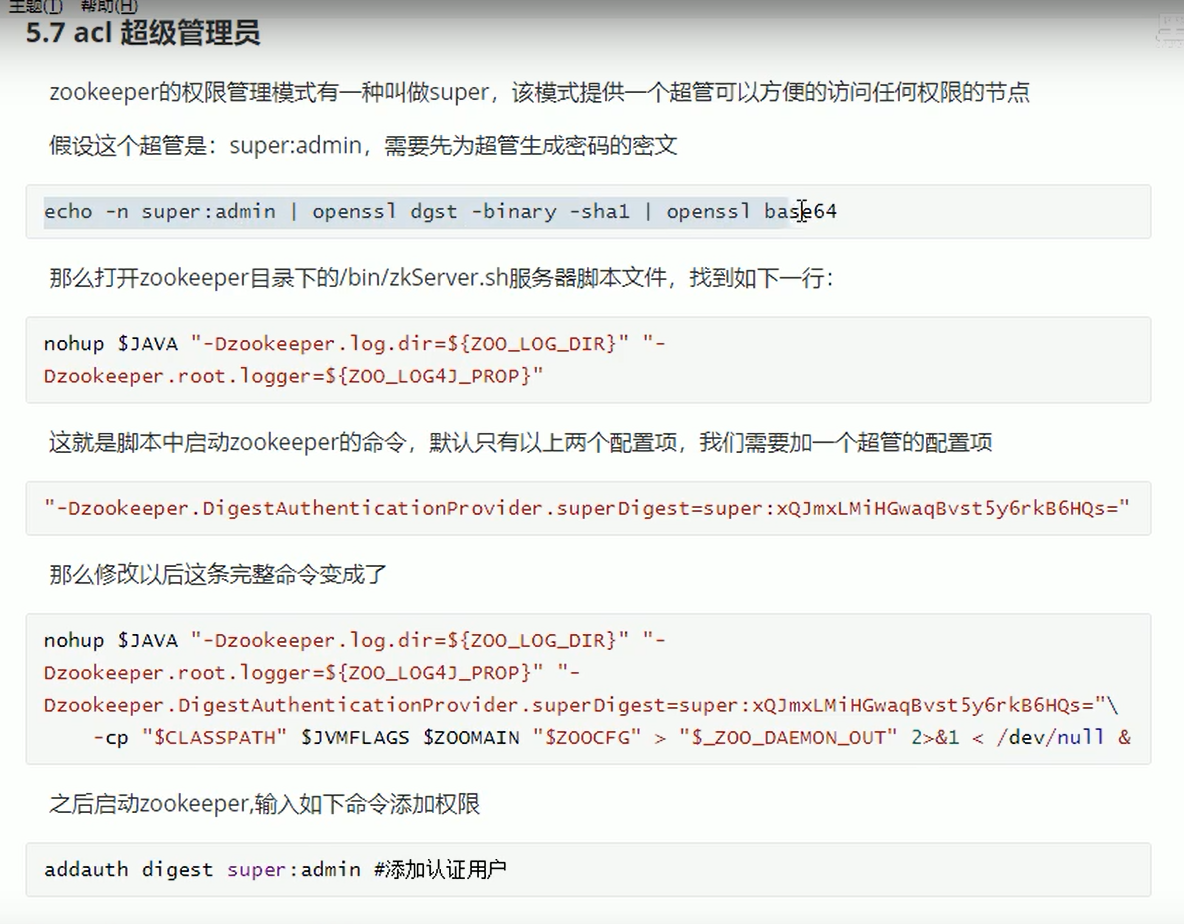 主题(T) 帮助(H)
5.7 acl 超级管理员
zookeeper的权限管理模式有一种叫做super，该模式提供一个超管可以方便的访问任何权限的节点
假设这个超管是：super:admin，需要先为超管生成密码的密文
echo -n super:admin | openssl dgst -binary -sha1 | openssl base64
那么打开zookeeper目录下的/bin/zkServer.sh服务器脚本文件，找到如下一行：
nohup $JAVA "-Dzookeeper.log.dir=${ZOO_LOG_DIR}" "-
Dzookeeper.root.logger=${ZOO_LOG4J_PROP}"
这就是脚本中启动zookeeper的命令，默认只有以上两个配置项，我们需要加一个超管的配置项
"-Dzookeeper.DigestAuthenticationProvider.superDigest=super:xQJmxLMiHGwaqBvst5y6rkB6HQs="
那么修改以后这条完整命令变成了
nohup $JAVA "-Dzookeeper.log.dir=${ZOO_LOG_DIR}" "-
Dzookeeper.root.logger=${ZOO_LOG4J_PROP}" "-
Dzookeeper.DigestAuthenticationProvider.superDigest=super:xQJmxLMiHGwaqBvst5y6rkB6HQs="\
-cp "$CLASSPATH" $JVMFLAGS $ZOOMAIN "$ZOOCFG" > "$_ZOO_DAEMON_OUT" 2>&1 < /dev/null &
之后启动zookeeper,输入如下命令添加权限
addauth digest super:admin #添加认证用户